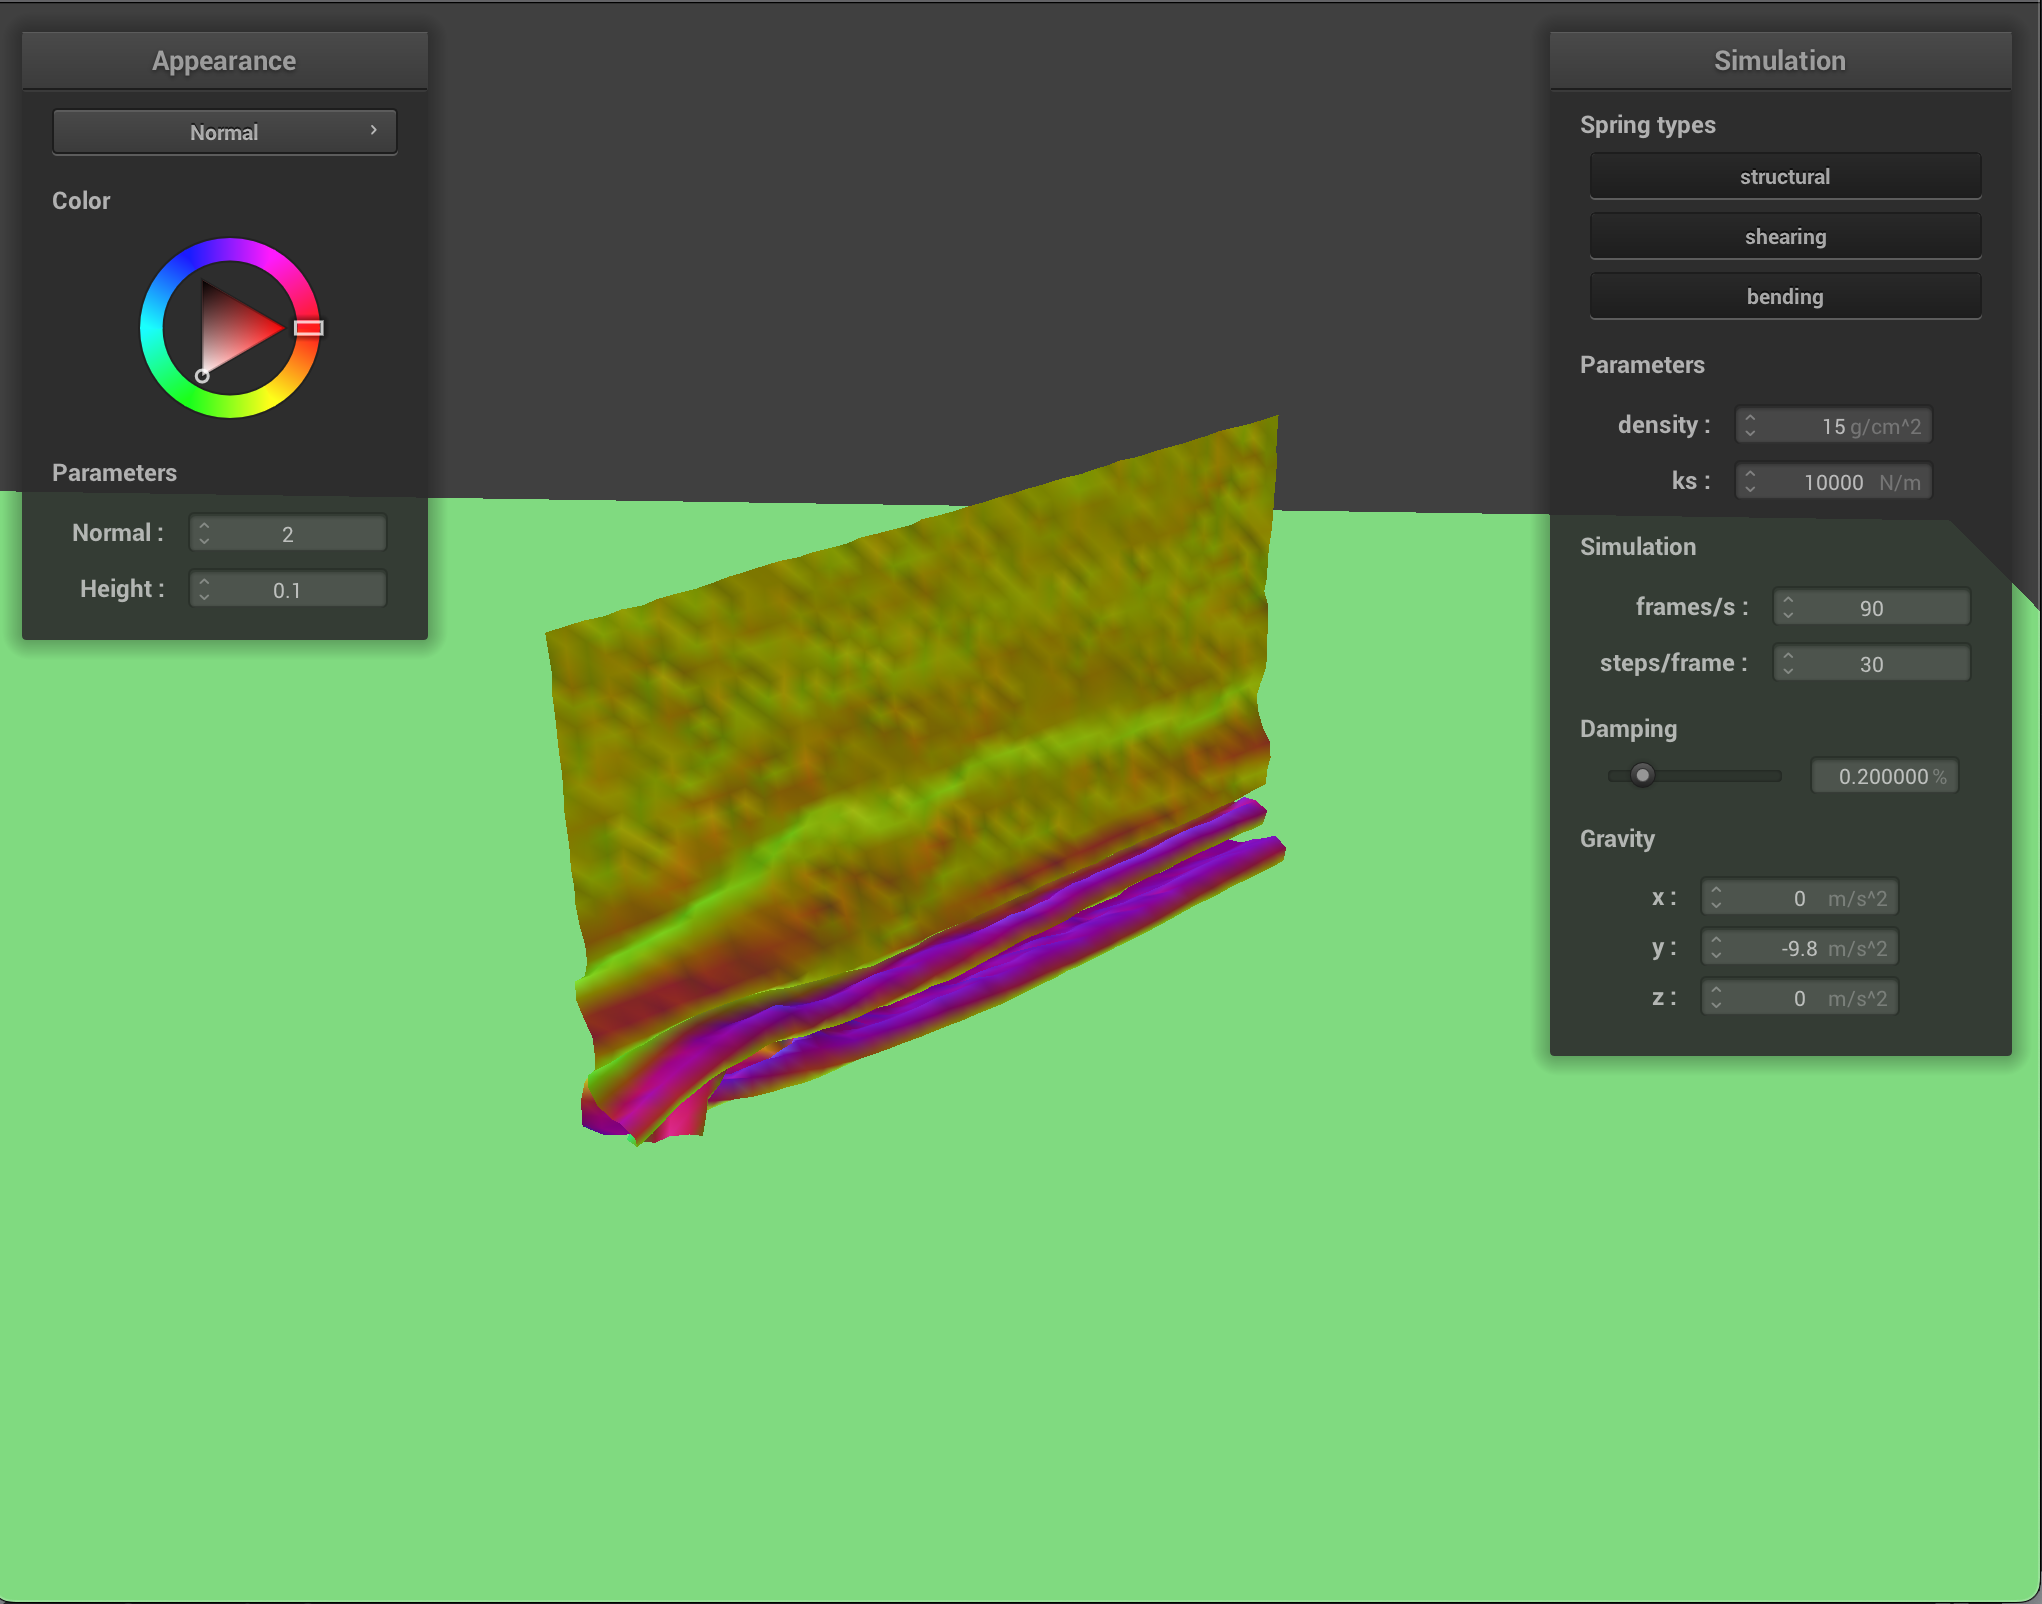 Appearance
Normal
Color
Parameters
Normal : 2
Height : 0.1
Simulation
Spring types
structural
shearing
bending
Parameters
density : 15 g/cm^2
ks : 10000 N/m
Simulation
frames/s : 90
steps/frame : 30
Damping
0.200000 %
Gravity
x : 0 m/s^2
y : -9.8 m/s^2
z : 0 m/s^2